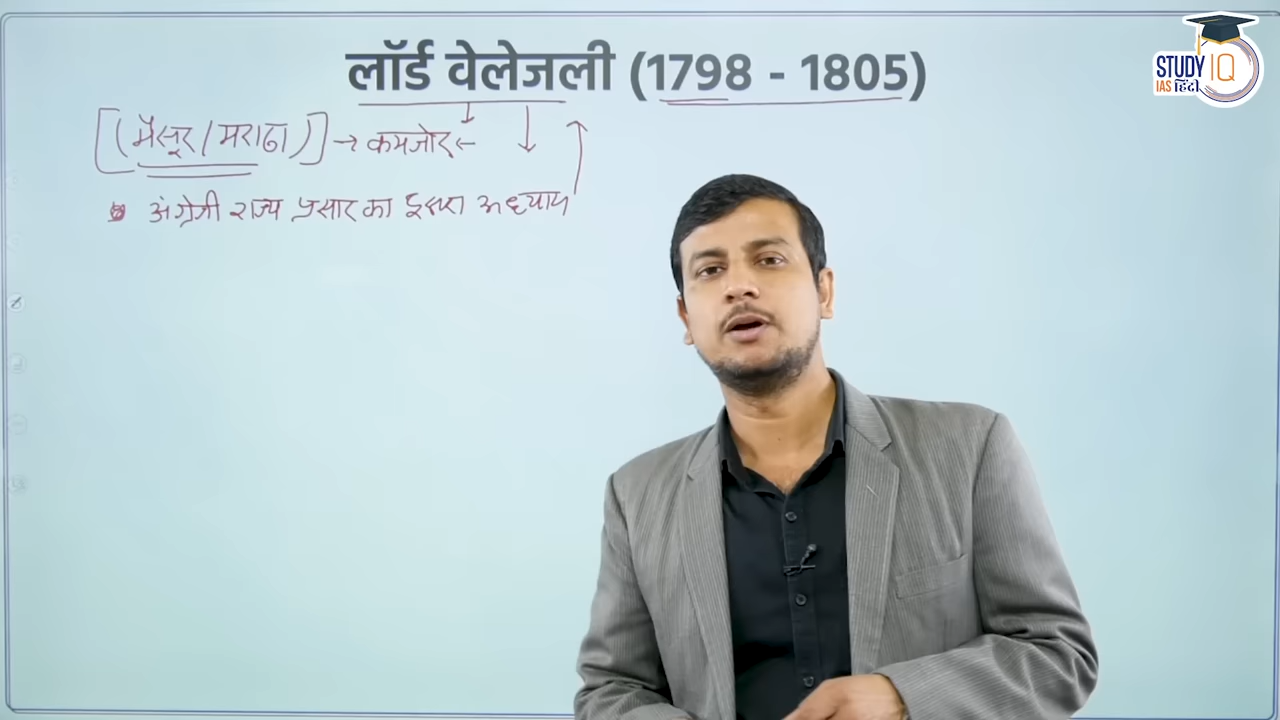 लॉर्ड वेलेजली (1798 - 1805)
STUDY IQ
IAS हिंदी
[(मैसूर/मराठा)] → कमजोर ←
अंग्रेजी राज्य प्रसार का दूसरा अध्याय